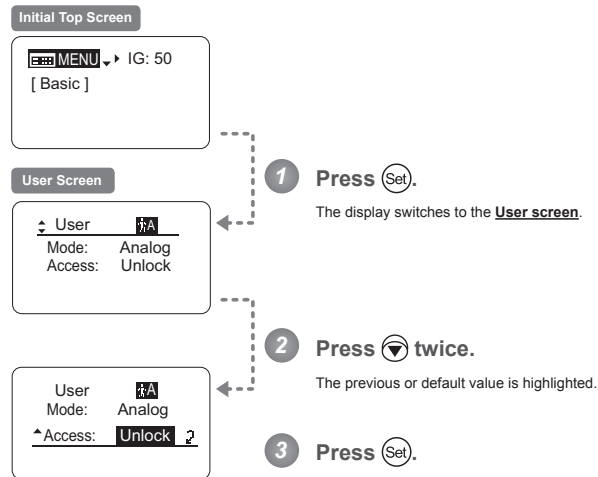 Initial Top Screen
MENU IG: 50
[ Basic ]
User Screen
1 Press Set.
The display switches to the User screen.
User A
Mode: Analog
Access: Unlock
2 Press twice.
The previous or default value is highlighted.
User A
Mode: Analog
Access: Unlock
3 Press Set.